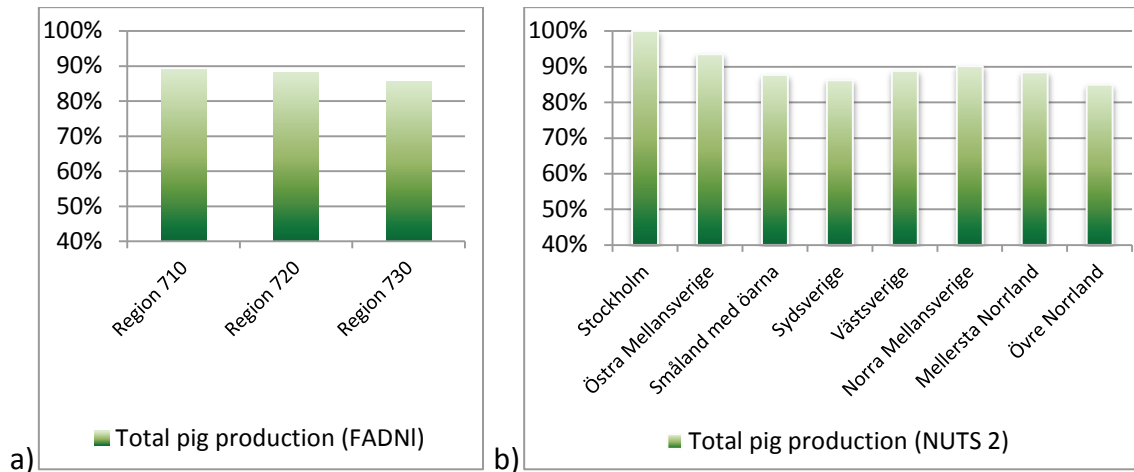 100%
90%
80%
70%
60%
50%
40%
Region 710
Region 720
Region 730
Total pig production (FADNl)
a)
100%
90%
80%
70%
60%
50%
40%
Stockholm
Östra Mellansverige
Småland med öarna
Sydsverige
Västsverige
Norra Mellansverige
Mellersta Norrland
Övre Norrland
Total pig production (NUTS 2)
b)